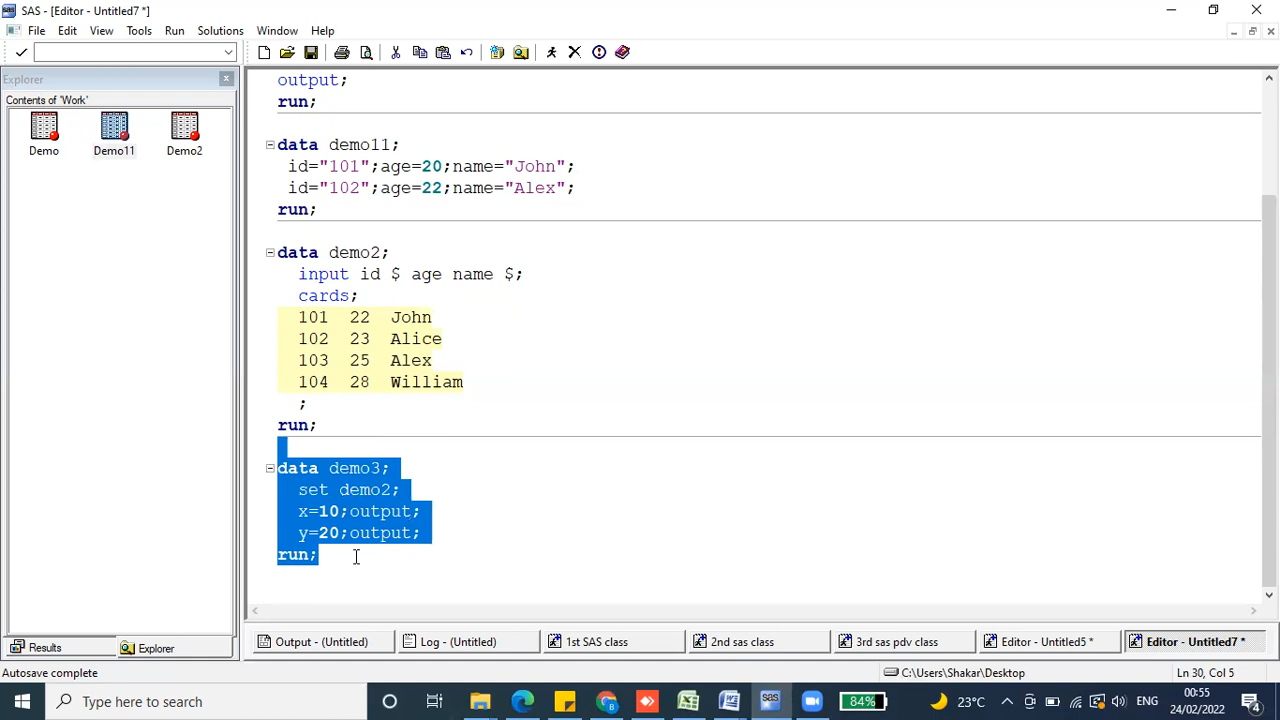 SAS - [Editor - Untitled7 *]
File Edit View Tools Run Solutions Window Help
Explorer
Contents of 'Work'
Demo Demo11 Demo2
output;
run;
data demo11;
id="101";age=20;name="John";
id="102";age=22;name="Alex";
run;
data demo2;
input id $ age name $;
cards;
101 22 John
102 23 Alice
103 25 Alex
104 28 William
;
run;
data demo3;
set demo2;
x=10;output;
y=20;output;
run;
Results Explorer
Output - (Untitled) Log - (Untitled) 1st SAS class 2nd sas class 3rd sas pdv class Editor - Untitled5 * Editor - Untitled7 *
Autosave complete C:\Users\Shakar\Desktop Ln 30, Col 5
Type here to search 84% 23°C ENG 00:55
24/02/2022 4